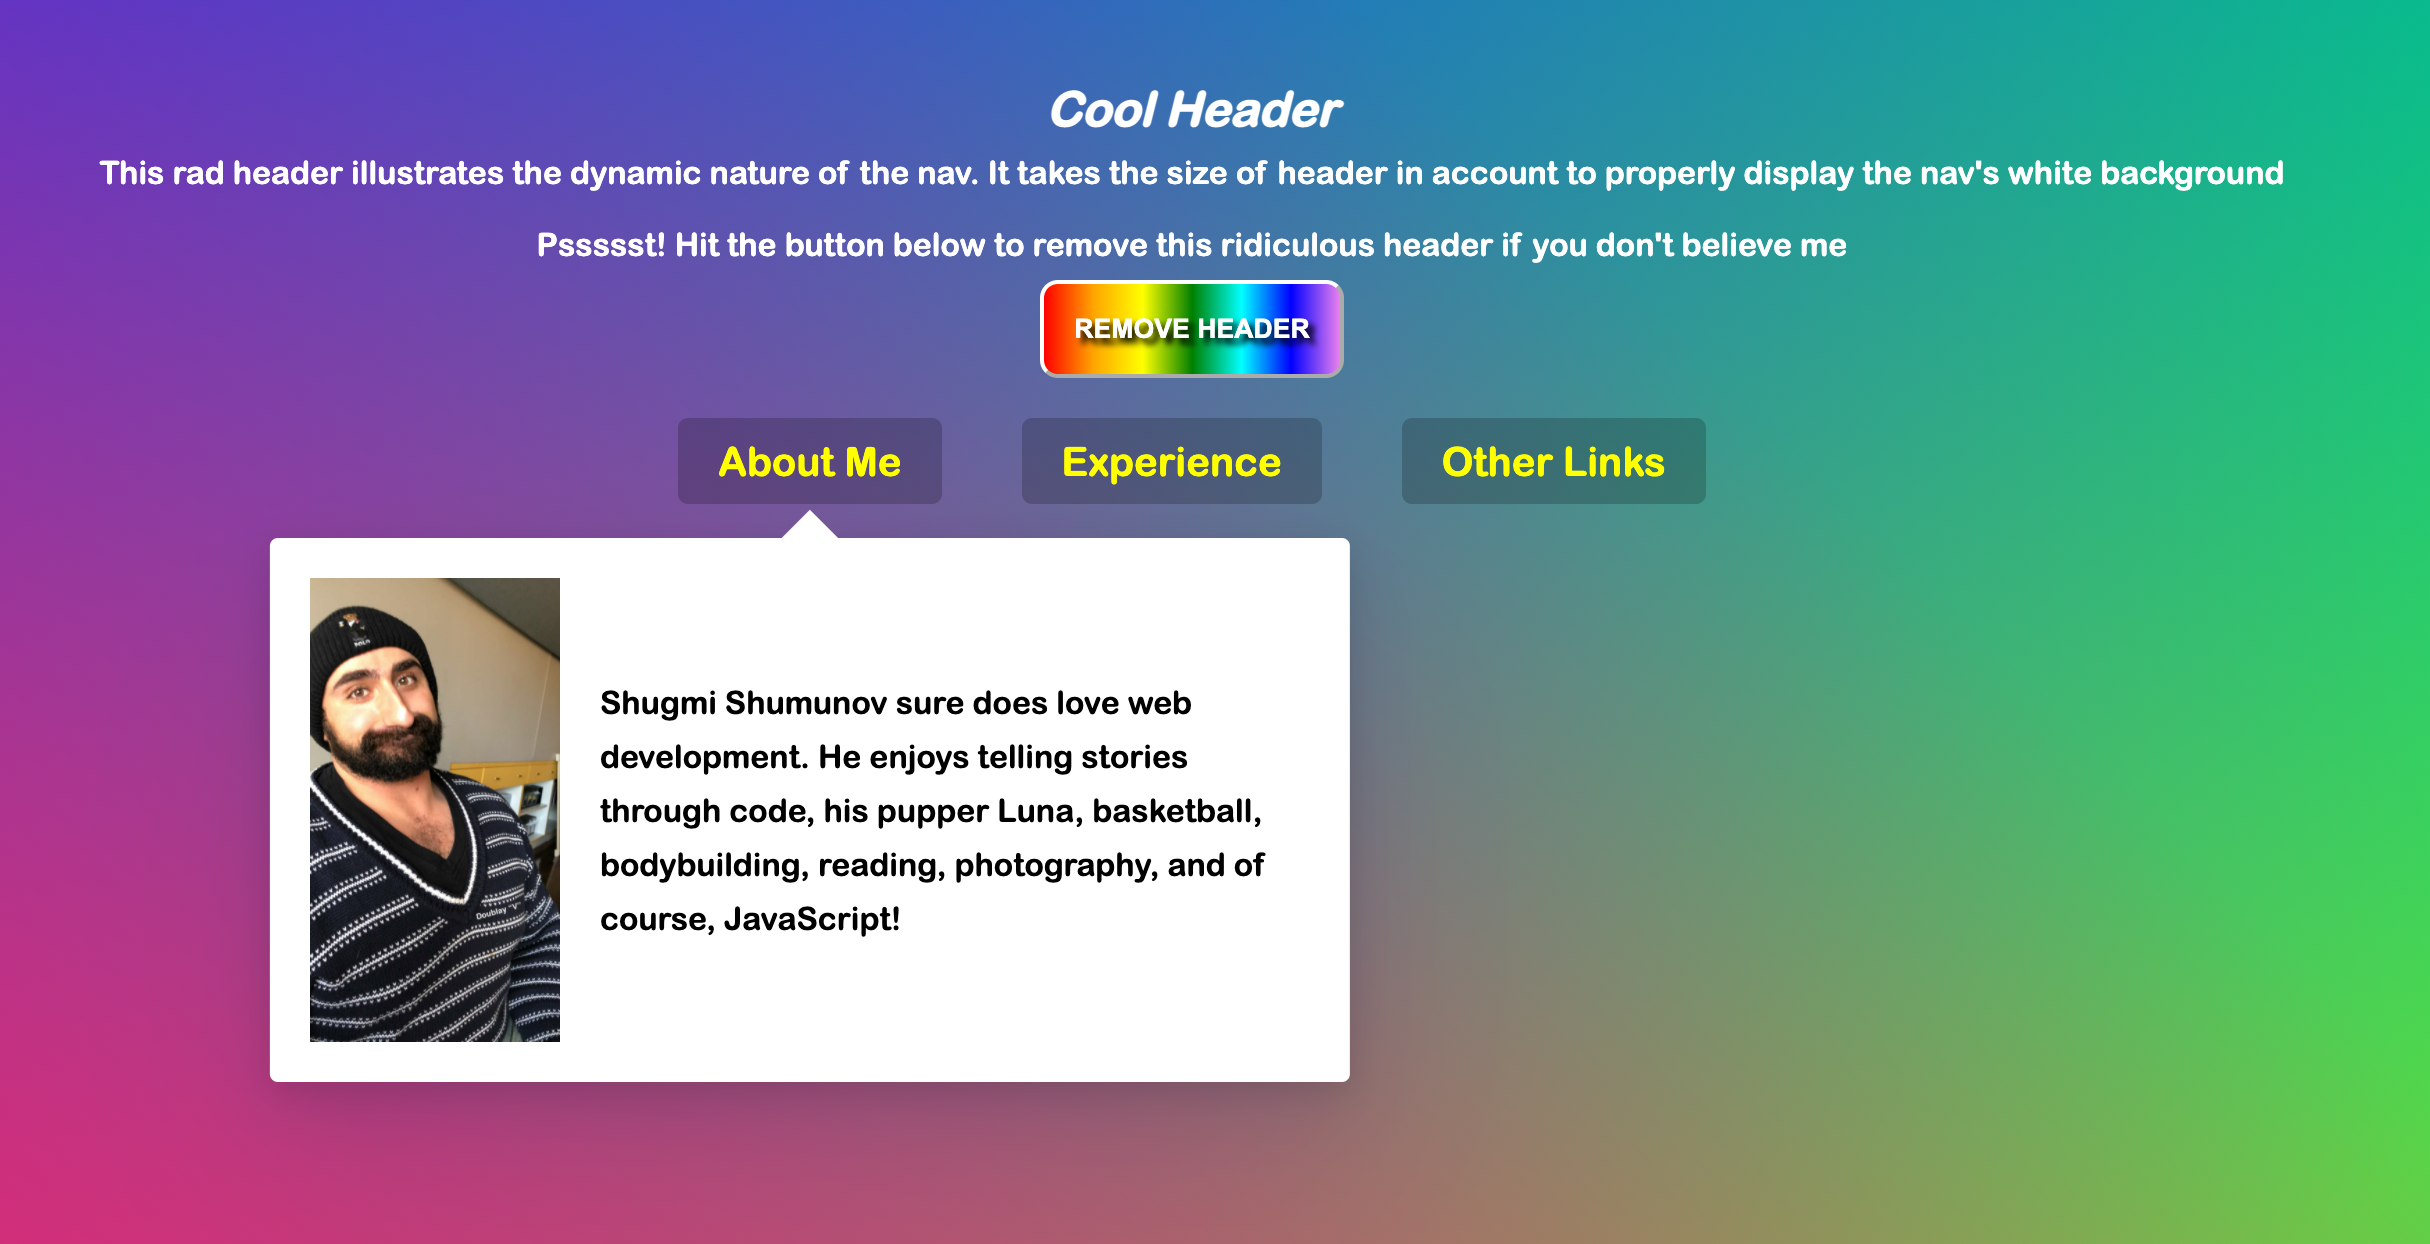 Cool Header
This rad header illustrates the dynamic nature of the nav. It takes the size of header in account to properly display the nav's white background
Pssssst! Hit the button below to remove this ridiculous header if you don't believe me
REMOVE HEADER
About Me
Experience
Other Links
Shugmi Shumunov sure does love web
development. He enjoys telling stories
through code, his pupper Luna, basketball,
bodybuilding, reading, photography, and of
course, JavaScript!
Doublay "V"